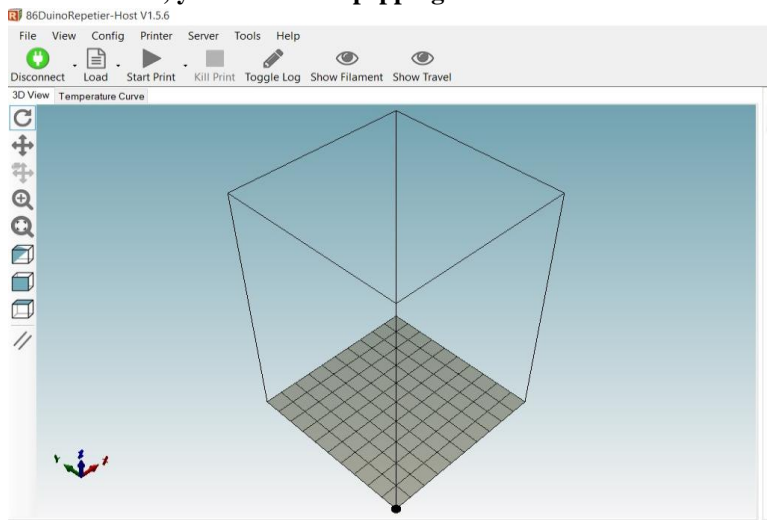 86DuinoRepetier-Host V1.5.6
File View Config Printer Server Tools Help
Disconnect Load Start Print Kill Print Toggle Log Show Filament Show Travel
3D View Temperature Curve